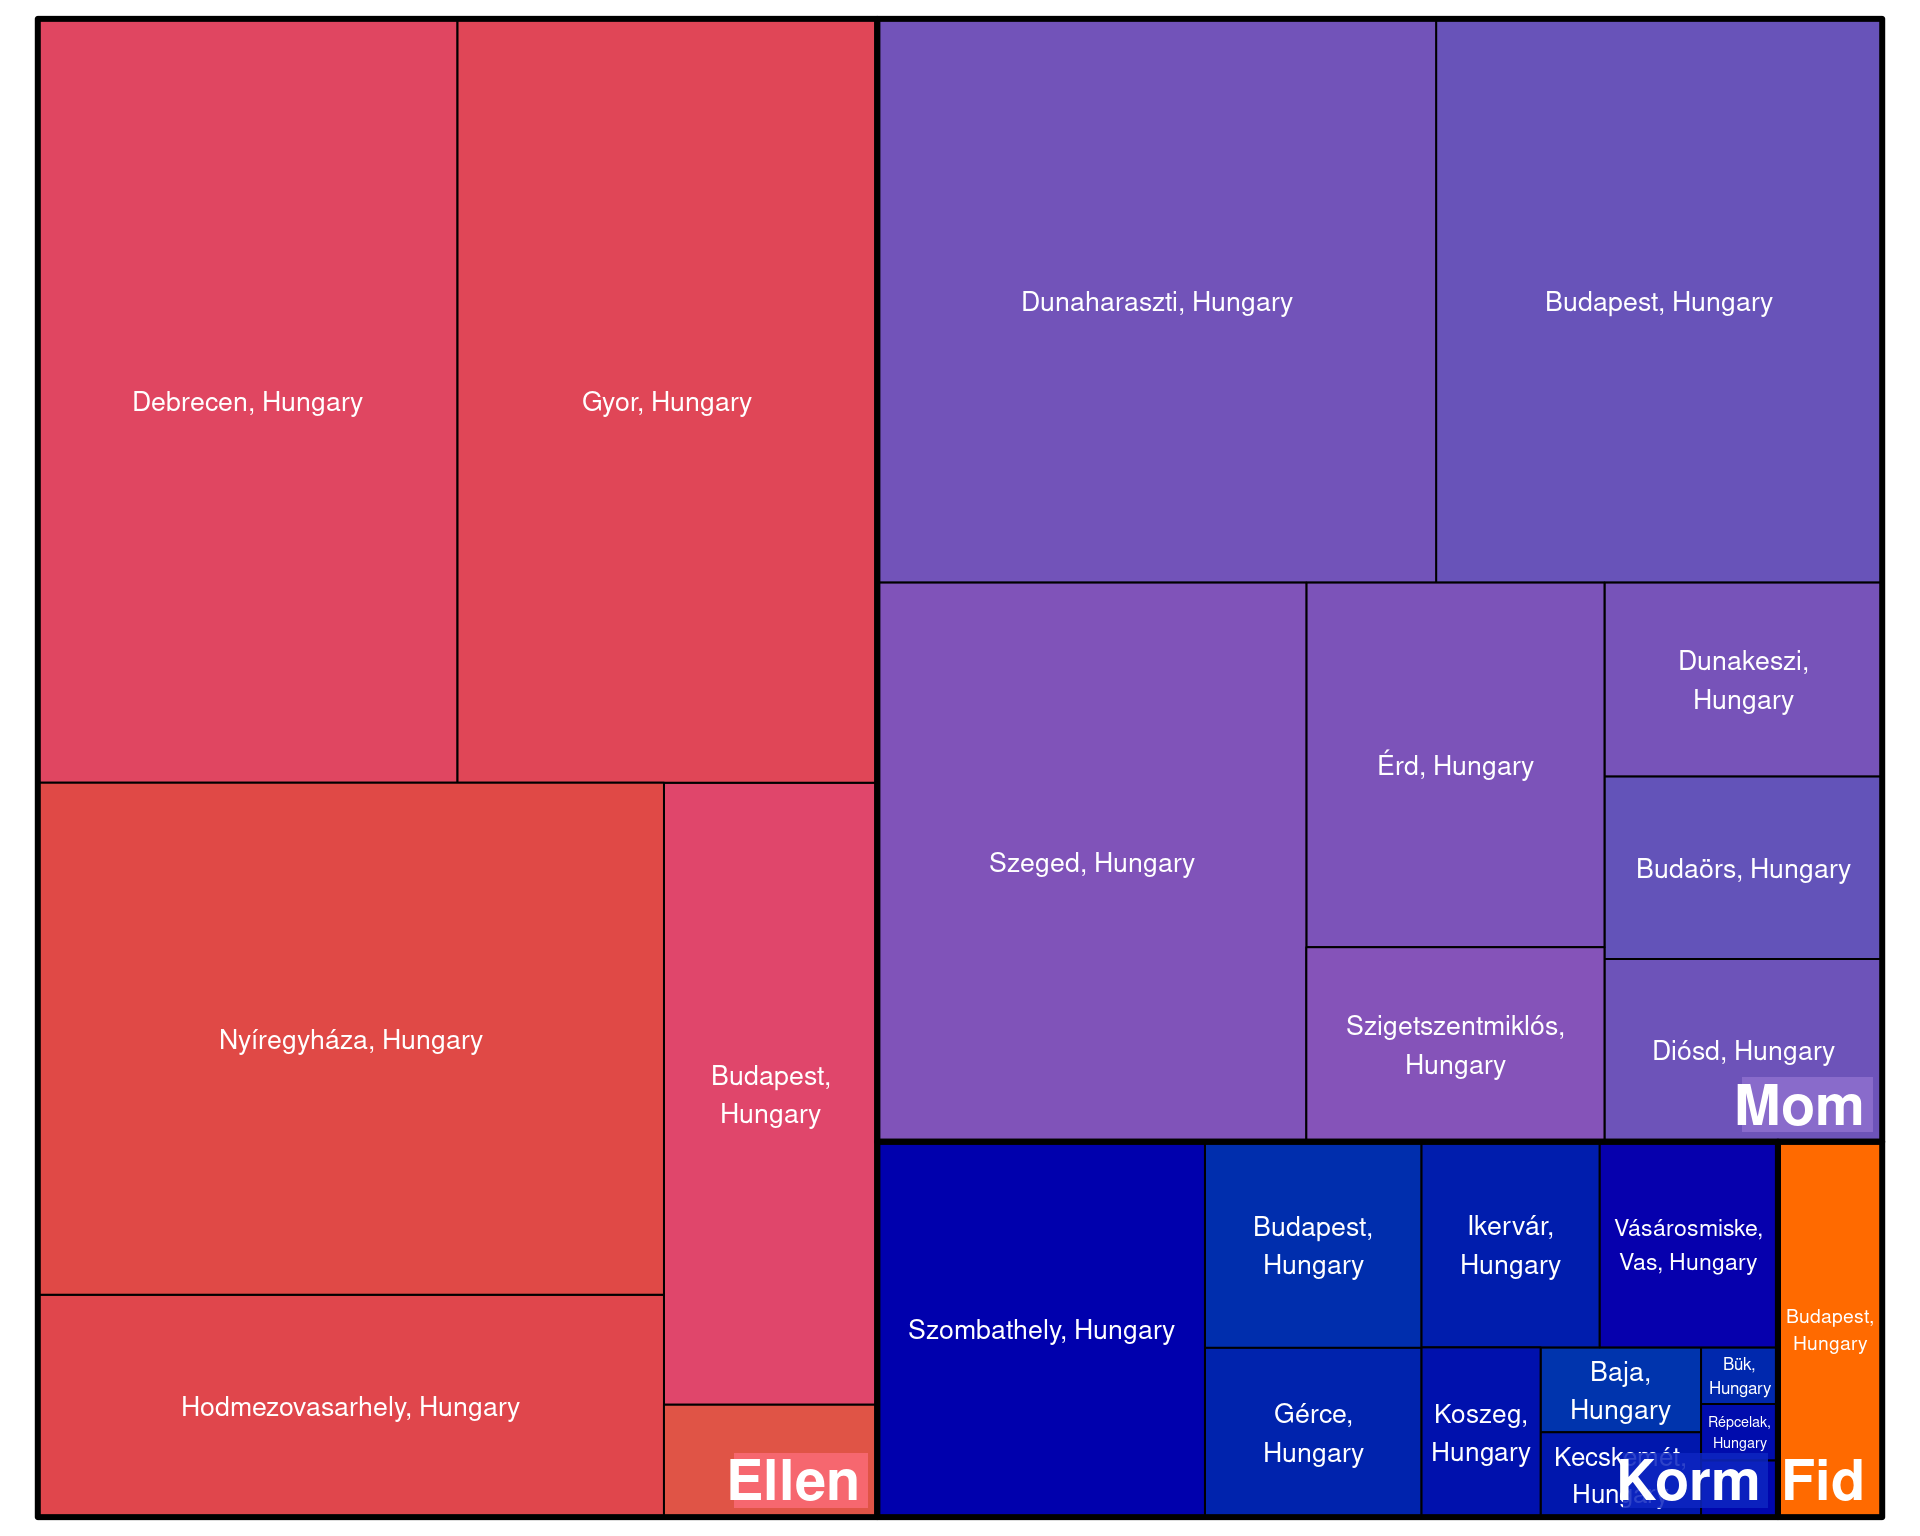 Debrecen, Hungary
Gyor, Hungary
Nyíregyháza, Hungary
Budapest,
Hungary
Hodmezovasarhely, Hungary
Ellen
Dunaharaszti, Hungary
Budapest, Hungary
Szeged, Hungary
Érd, Hungary
Dunakeszi,
Hungary
Budaörs, Hungary
Szigetszentmiklós,
Hungary
Diósd, Hungary
Mom
Szombathely, Hungary
Budapest,
Hungary
Ikervár,
Hungary
Vásárosmiske,
Vas, Hungary
Gérce,
Hungary
Koszeg,
Hungary
Baja,
Hungary
Bük,
Hungary
Répcelak,
Hungary
Kecskemét,
Hungary
Korm
Budapest,
Hungary
Fid